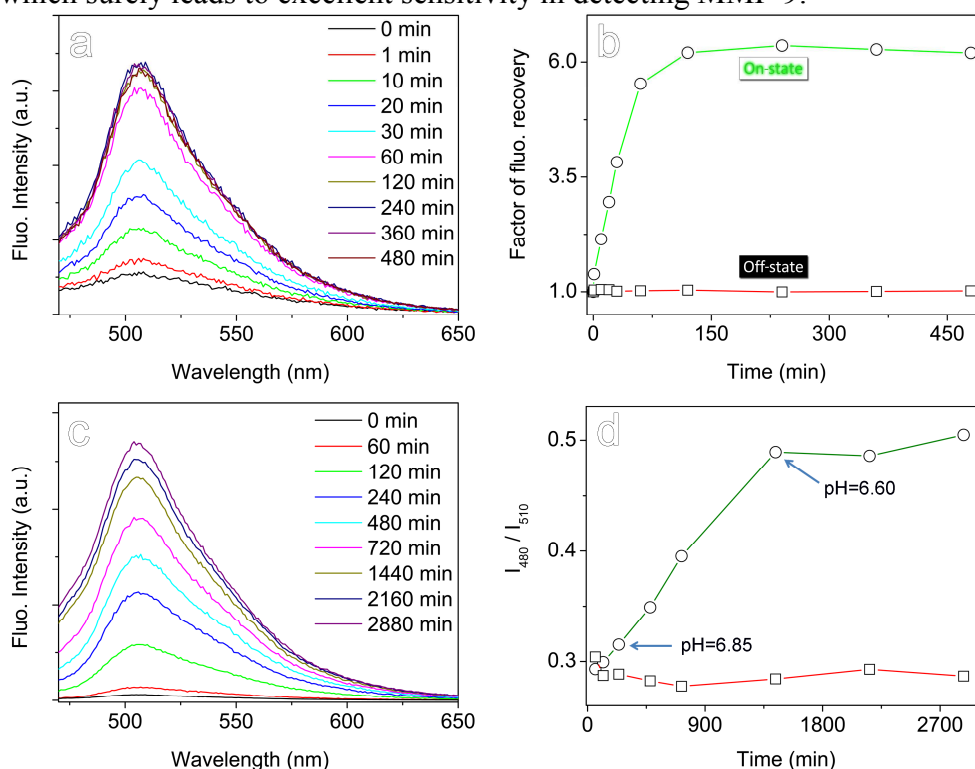 which surely leads to excellent sensitivity in detecting MMP-9.
a
Fluo. Intensity (a.u.)
0 min
1 min
10 min
20 min
30 min
60 min
120 min
240 min
360 min
480 min
500 550 600 650
Wavelength (nm)
b
Factor of fluo. recovery
6.0
3.5
1.0
On-state
Off-state
0 150 300 450
Time (min)
c
Fluo. Intensity (a.u.)
0 min
60 min
120 min
240 min
480 min
720 min
1440 min
2160 min
2880 min
500 550 600 650
Wavelength (nm)
d
I480 / I510
0.5
0.4
0.3
pH=6.60
pH=6.85
0 900 1800 2700
Time (min)